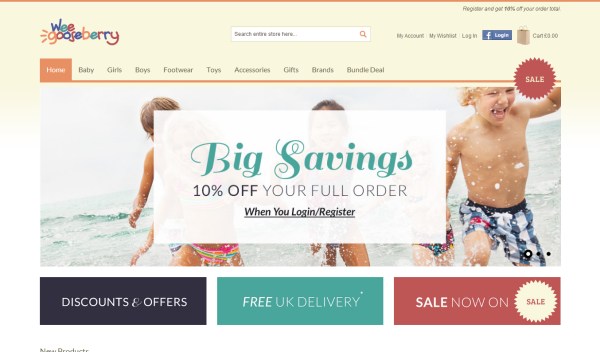 Register and get 10% off your order total.
Wee
gooseberry
Search entire store here...
My Account My Wishlist Log In Login Cart £0.00
Home Baby Girls Boys Footwear Toys Accessories Gifts Brands Bundle Deal
SALE
Big Savings
10% OFF YOUR FULL ORDER
When You Login/Register
DISCOUNTS & OFFERS
FREE UK DELIVERY*
SALE NOW ON
SALE
New Products